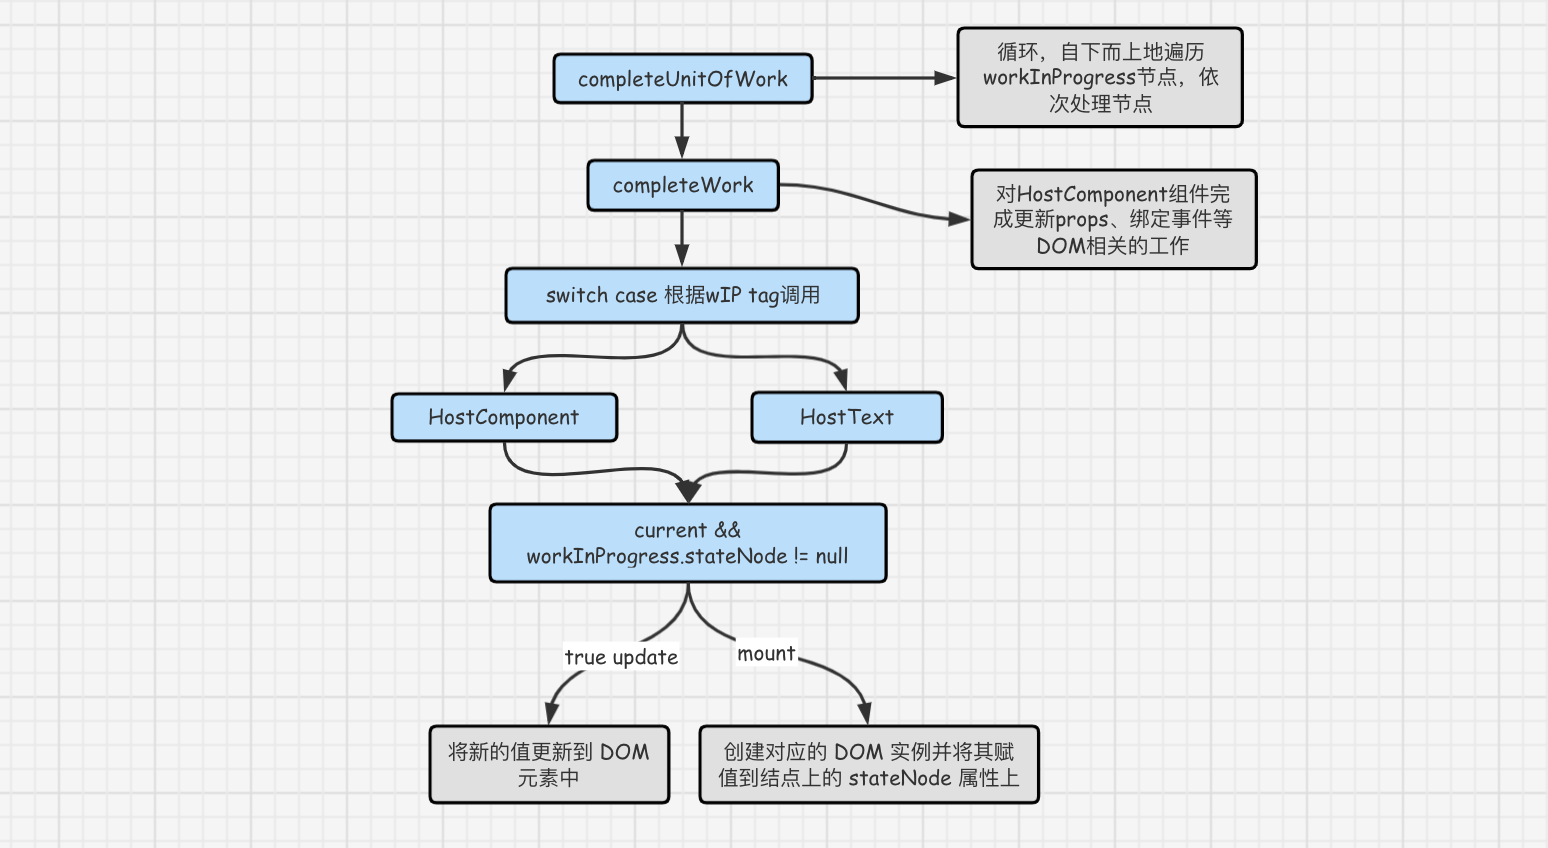 completeUnitOfWork
循环，自下而上地遍历
workInProgress节点，依
次处理节点
completeWork
对HostComponent组件完
成更新props、绑定事件等
DOM相关的工作
switch case 根据wIP tag调用
HostComponent
HostText
current &&
workInProgress.stateNode != null
true update
mount
将新的值更新到 DOM
元素中
创建对应的 DOM 实例并将其赋
值到结点上的 stateNode 属性上